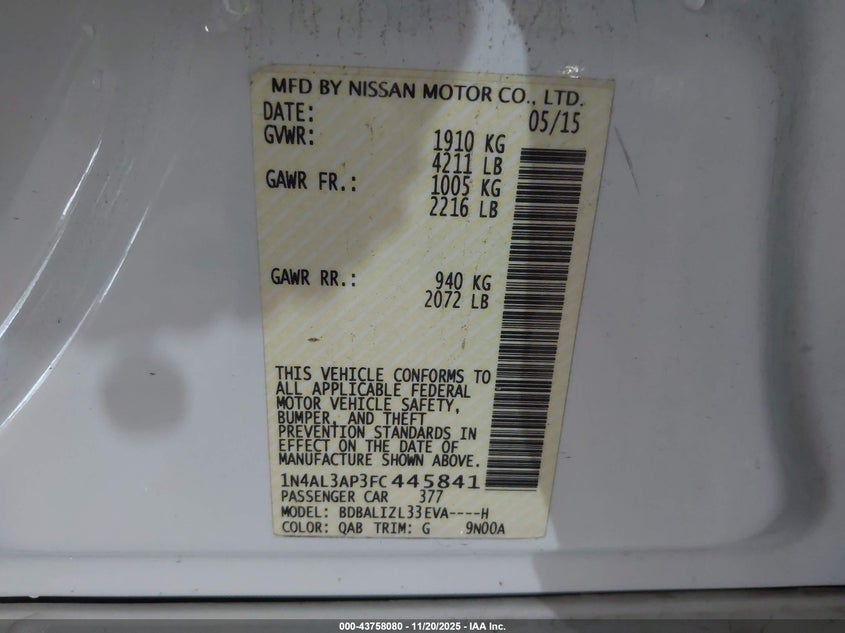 MFD BY NISSAN MOTOR CO., LTD.
DATE: 05/15
GVWR: 1910 KG
4211 LB
GAWR FR.: 1005 KG
2216 LB
GAWR RR.: 940 KG
2072 LB
THIS VEHICLE CONFORMS TO
ALL APPLICABLE FEDERAL
MOTOR VEHICLE SAFETY,
BUMPER, AND THEFT
PREVENTION STANDARDS IN
EFFECT ON THE DATE OF
MANUFACTURE SHOWN ABOVE.
1N4AL3AP3FC445841
PASSENGER CAR 377
MODEL: BDBALIZL33EVA----H
COLOR: QAB TRIM: G 9N00A
000-43758080 - 11/20/2025 - IAA Inc.